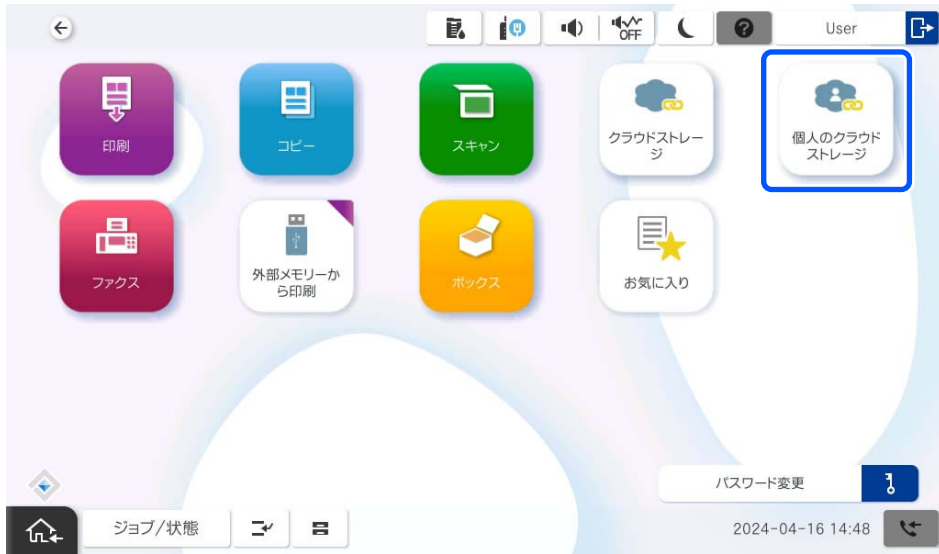 OFF
User
印刷
コピー
スキャン
クラウドストレー
ジ
個人のクラウド
ストレージ
ファクス
外部メモリーか
ら印刷
ボックス
お気に入り
パスワード変更
ジョブ/状態
2024-04-16 14:48